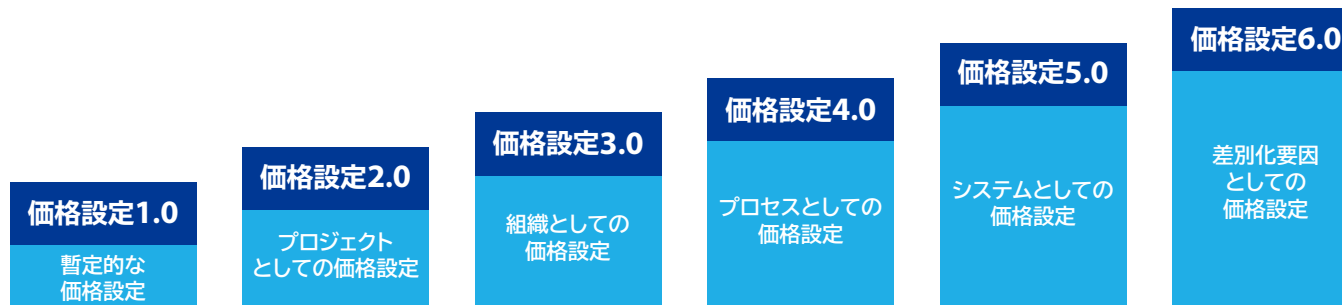 価格設定1.0
暫定的な
価格設定
価格設定2.0
プロジェクト
としての価格設定
価格設定3.0
組織としての
価格設定
価格設定4.0
プロセスとしての
価格設定
価格設定5.0
システムとしての
価格設定
価格設定6.0
差別化要因
としての
価格設定